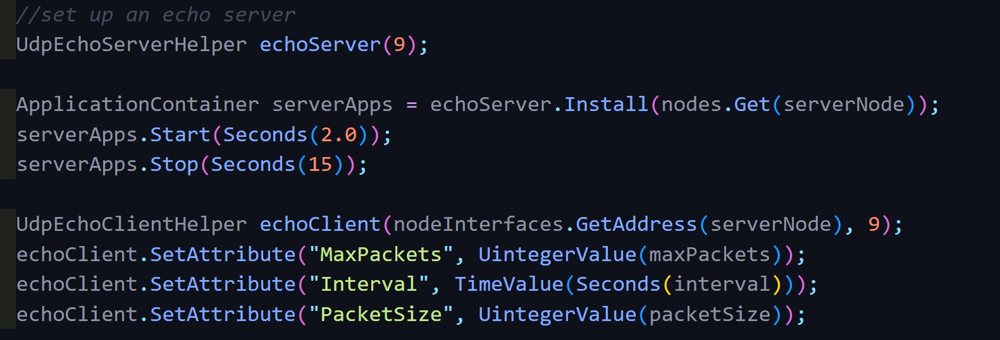 //set up an echo server
UdpEchoServerHelper echoServer(9);
ApplicationContainer serverApps = echoServer.Install(nodes.Get(serverNode));
serverApps.Start(Seconds(2.0));
serverApps.Stop(Seconds(15));
UdpEchoClientHelper echoClient(nodeInterfaces.GetAddress(serverNode), 9);
echoClient.SetAttribute("MaxPackets", UintegerValue(maxPackets));
echoClient.SetAttribute("Interval", TimeValue(Seconds(interval)));
echoClient.SetAttribute("PacketSize", UintegerValue(packetSize));